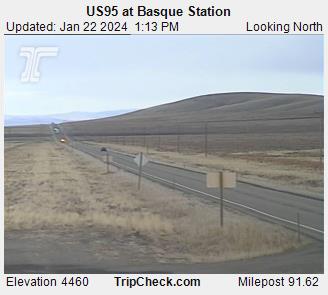 US95 at Basque Station
Updated: Jan 22 2024 1:13 PM Looking North
Elevation 4460 TripCheck.com Milepost 91.62